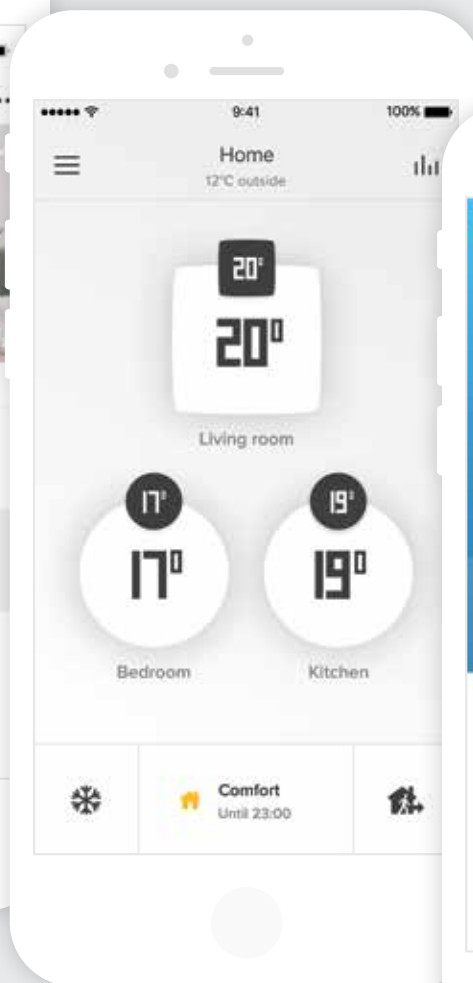 9:41
100%
Home
12°C outside
20°
20°
Living room
17°
19°
17°
19°
Bedroom
Kitchen
Comfort
Until 23:00